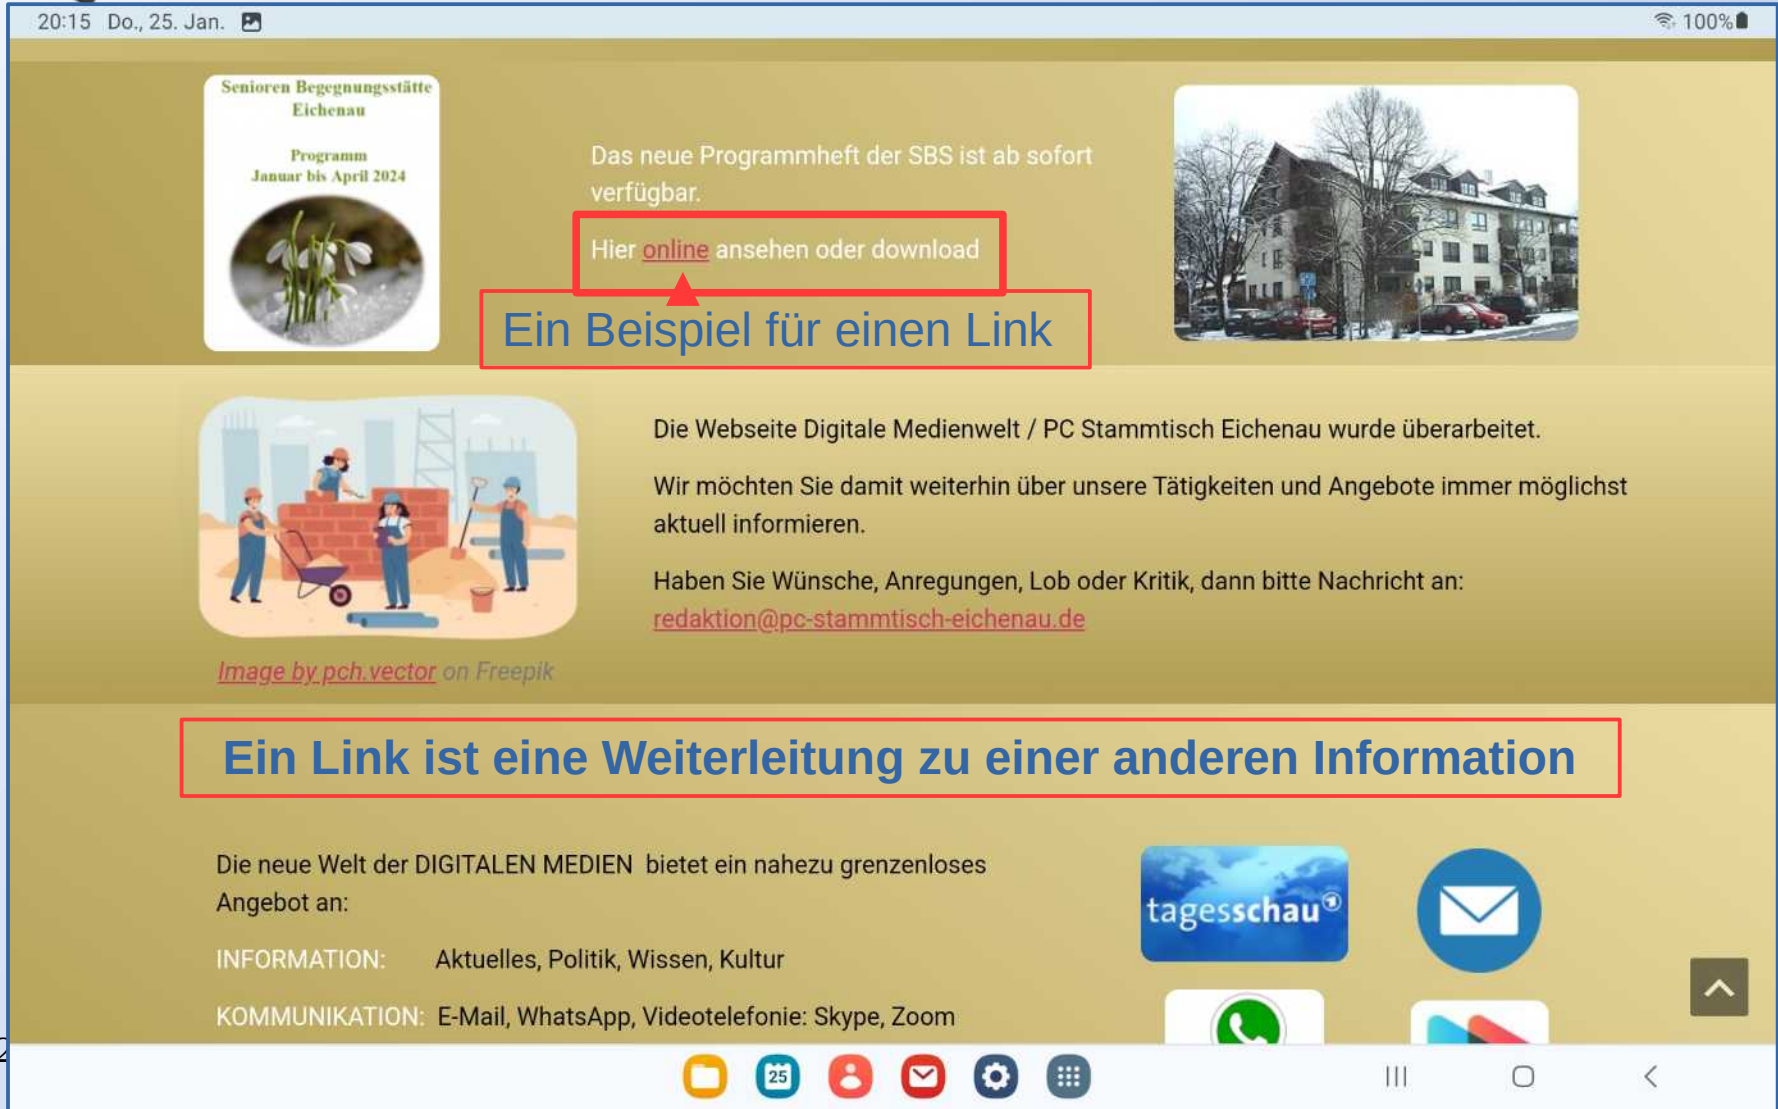 20:15 Do., 25. Jan.
100%
Senioren Begegnungsstätte
Eichenau
Programm
Januar bis April 2024
Das neue Programmheft der SBS ist ab sofort
verfügbar.
Hier online ansehen oder download
Ein Beispiel für einen Link
Die Webseite Digitale Medienwelt / PC Stammtisch Eichenau wurde überarbeitet.
Wir möchten Sie damit weiterhin über unsere Tätigkeiten und Angebote immer möglichst
aktuell informieren.
Haben Sie Wünsche, Anregungen, Lob oder Kritik, dann bitte Nachricht an:
redaktion@pc-stammtisch-eichenau.de
Image by pch.vector on Freepik
Ein Link ist eine Weiterleitung zu einer anderen Information
Die neue Welt der DIGITALEN MEDIEN bietet ein nahezu grenzenloses
Angebot an:
tagesschau
INFORMATION: Aktuelles, Politik, Wissen, Kultur
KOMMUNIKATION: E-Mail, WhatsApp, Videotelefonie: Skype, Zoom
25